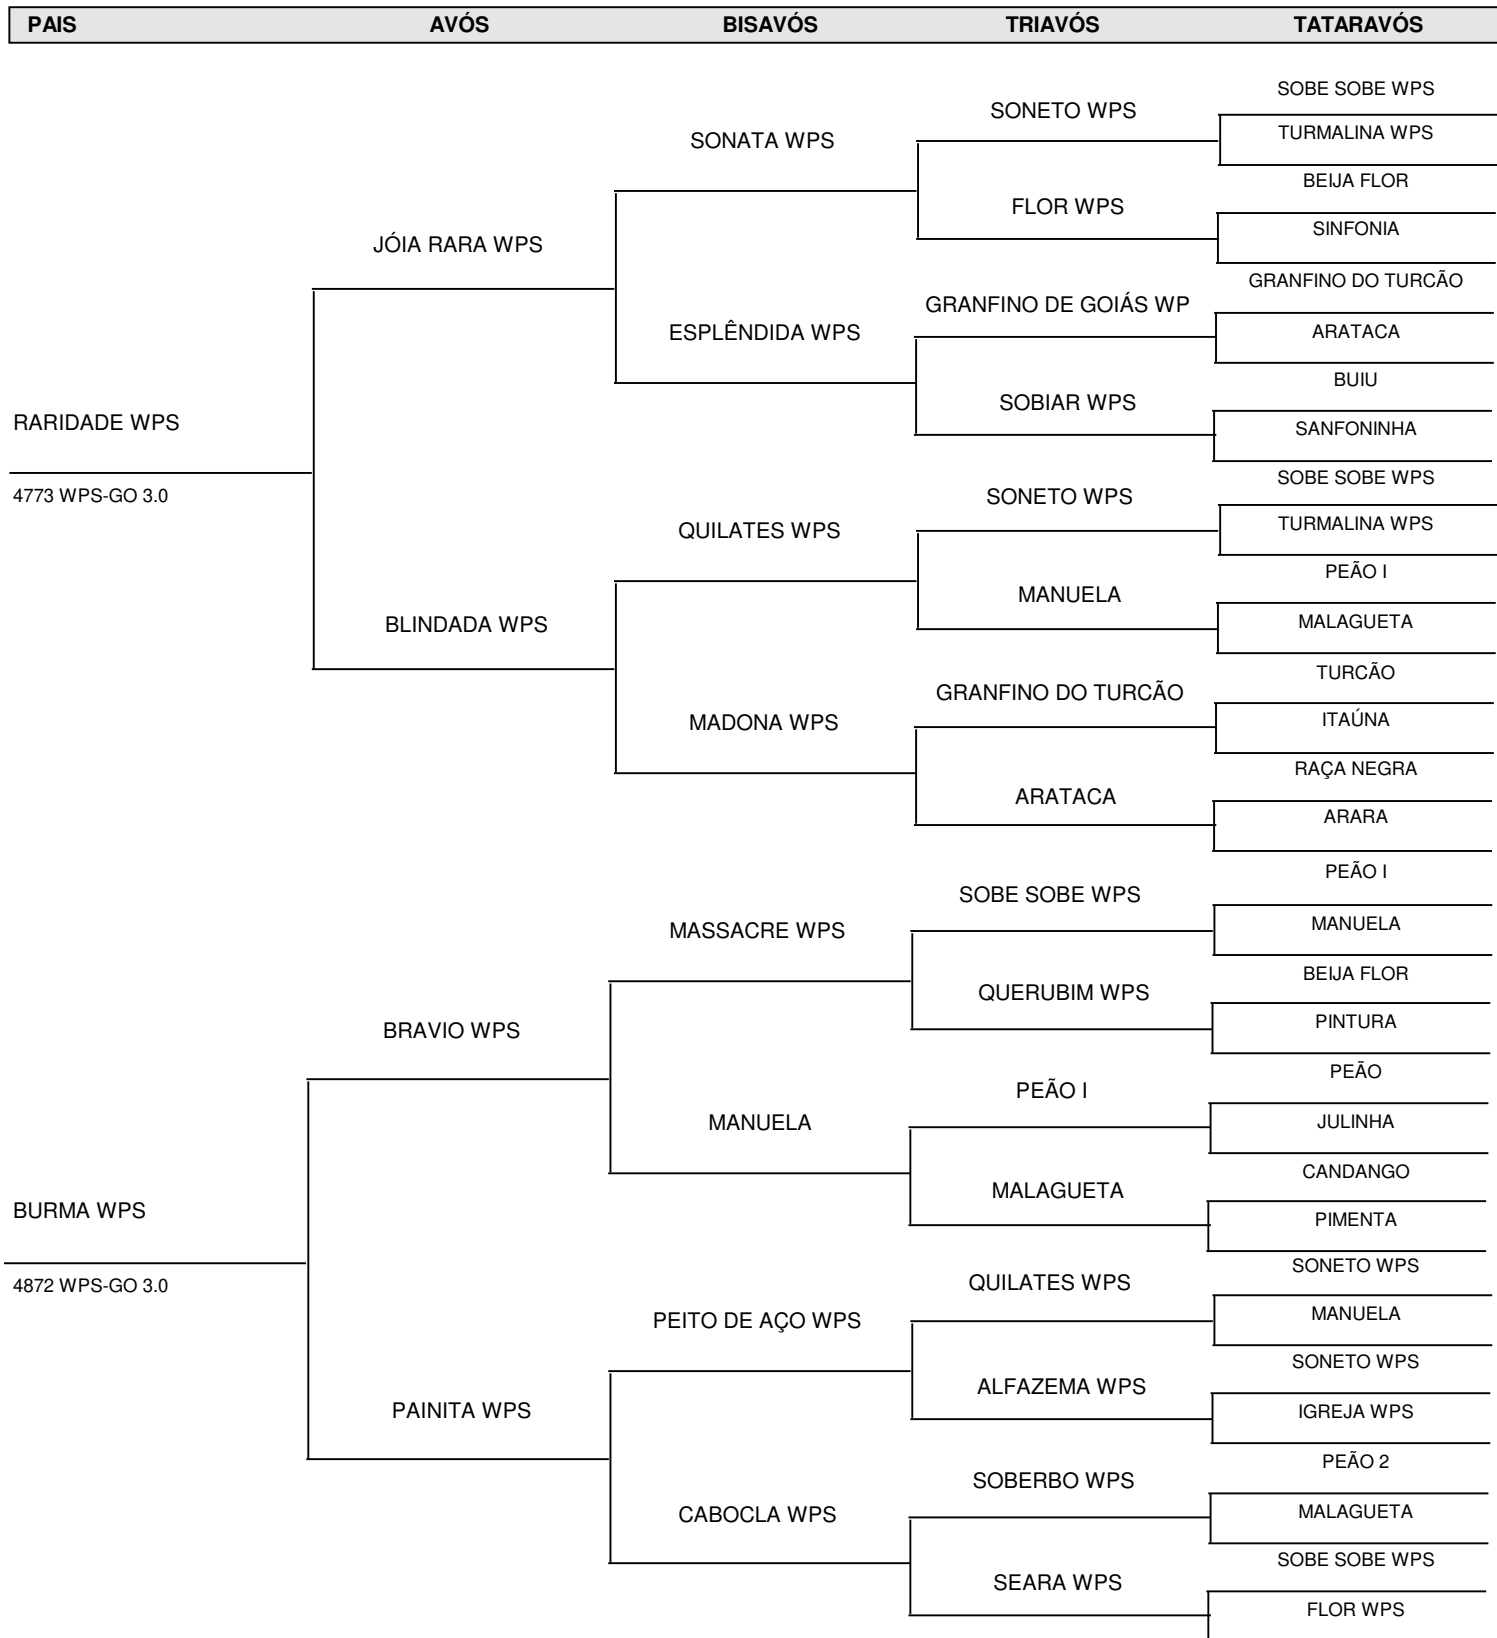 PAIS AVÓS BISAVÓS TRIAVÓS TATARAVÓS
SOBE SOBE WPS
SONETO WPS
TURMALINA WPS
SONATA WPS
BEIJA FLOR
FLOR WPS
SINFONIA
JÓIA RARA WPS
GRANFINO DO TURCÃO
GRANFINO DE GOIÁS WP
ARATACA
ESPLÊNDIDA WPS
BUIU
SOBIAR WPS
RARIDADE WPS
SANFONINHA
SOBE SOBE WPS
4773 WPS-GO 3.0
SONETO WPS
TURMALINA WPS
QUILATES WPS
PEÃO I
MANUELA
MALAGUETA
BLINDADA WPS
TURCÃO
GRANFINO DO TURCÃO
ITAÚNA
MADONA WPS
RAÇA NEGRA
ARATACA
ARARA
PEÃO I
SOBE SOBE WPS
MANUELA
MASSACRE WPS
BEIJA FLOR
QUERUBIM WPS
PINTURA
BRAVIO WPS
PEÃO
PEÃO I
JULINHA
MANUELA
CANDANGO
MALAGUETA
BURMA WPS
PIMENTA
SONETO WPS
4872 WPS-GO 3.0
QUILATES WPS
MANUELA
PEITO DE AÇO WPS
SONETO WPS
ALFAZEMA WPS
PAINITA WPS
IGREJA WPS
PEÃO 2
SOBERBO WPS
MALAGUETA
CABOCLA WPS
SOBE SOBE WPS
SEARA WPS
FLOR WPS